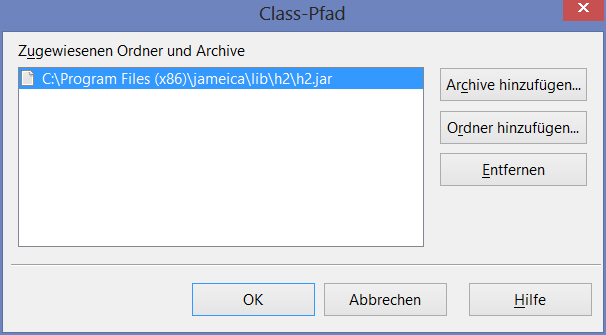 Class-Pfad
Zugewiesenen Ordner und Archive
C:\Program Files (x86)\jameica\lib\h2\h2.jar
Archive hinzufügen...
Ordner hinzufügen...
Entfernen
OK
Abbrechen
Hilfe